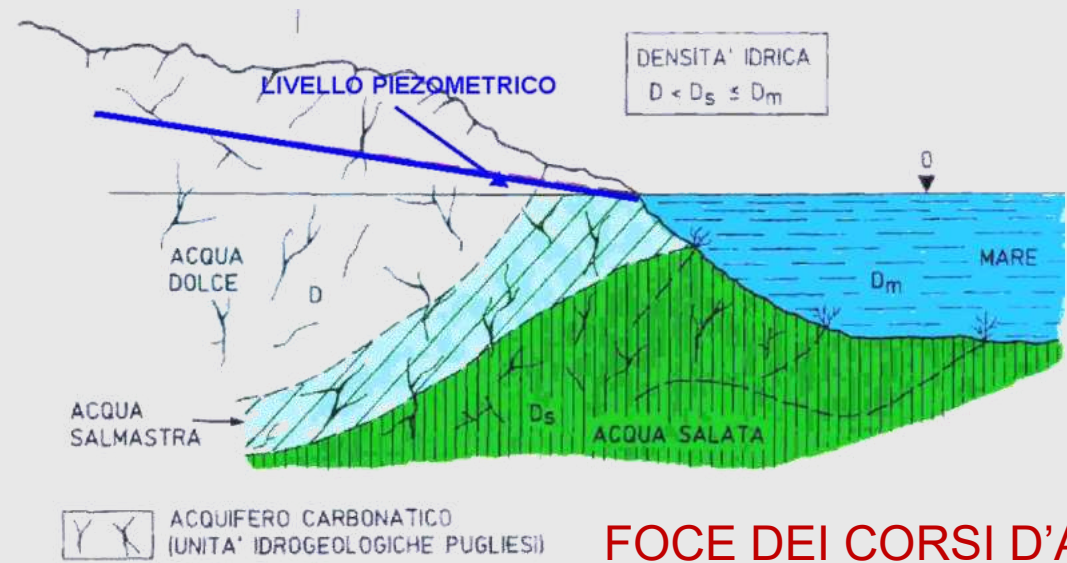 DENSITA' IDRICA
D < Ds ≤ Dm
LIVELLO PIEZOMETRICO
0
ACQUA
DOLCE
D
MARE
Dm
ACQUA
SALMASTRA
Ds
ACQUA SALATA
ACQUIFERO CARBONATICO
(UNITA' IDROGEOLOGICHE PUGLIESI)
FOCE DEI CORSI D'A